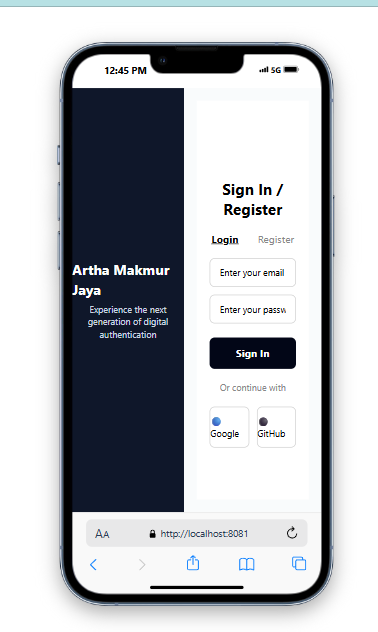 12:45 PM
5G
Artha Makmur
Jaya
Experience the next
generation of digital
authentication
Sign In /
Register
Login Register
Enter your email
Enter your passw
Sign In
Or continue with
Google GitHub
AA http://localhost:8081